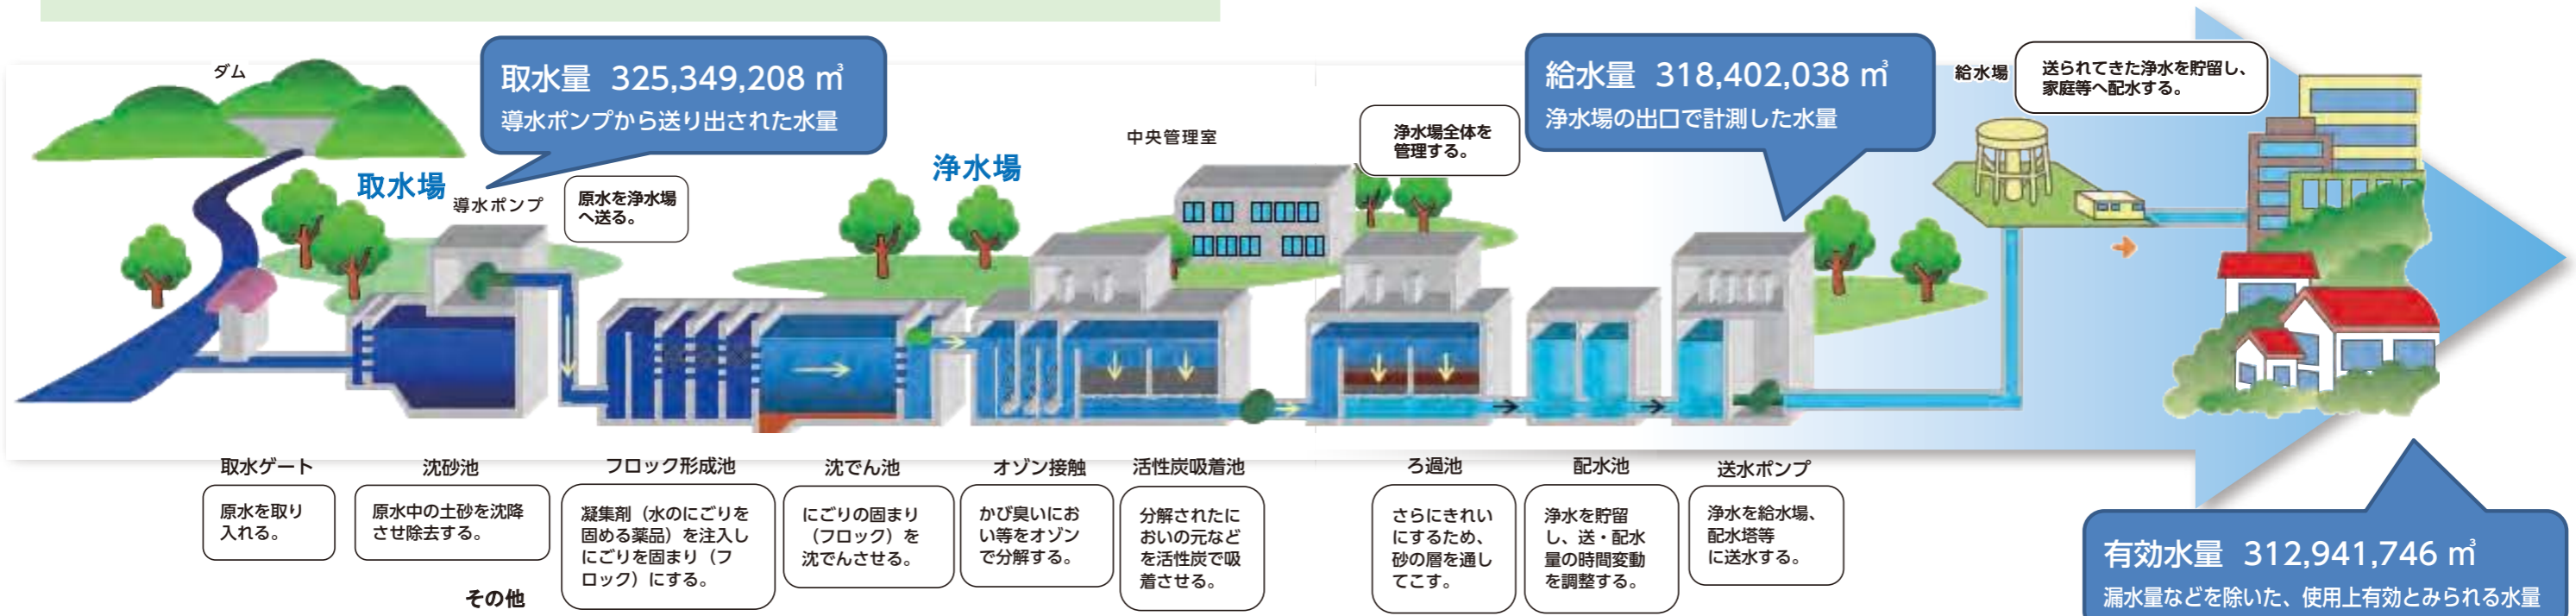 ダム
取水量 325,349,208 ㎥
導水ポンプから送り出された水量
取水場
導水ポンプ
原水を浄水場
へ送る。
浄水場
中央管理室
浄水場全体を
管理する。
給水量 318,402,038 ㎥
浄水場の出口で計測した水量
給水場
送られてきた浄水を貯留し、
家庭等へ配水する。
取水ゲート
原水を取り
入れる。
沈砂池
原水中の土砂を沈降
させ除去する。
フロック形成池
凝集剤（水のにごりを
固める薬品）を注入し
にごりを固まり（フ
ロック）にする。
沈でん池
にごりの固まり
（フロック）を
沈でんさせる。
オゾン接触
かび臭いにお
い等をオゾン
で分解する。
活性炭吸着池
分解されたに
おいの元など
を活性炭で吸
着させる。
ろ過池
さらにきれい
にするため、
砂の層を通し
てこす。
配水池
浄水を貯留
し、送・配水
量の時間変動
を調整する。
送水ポンプ
浄水を給水場、
配水塔等
に送水する。
有効水量 312,941,746 ㎥
漏水量などを除いた、使用上有効とみられる水量
その他